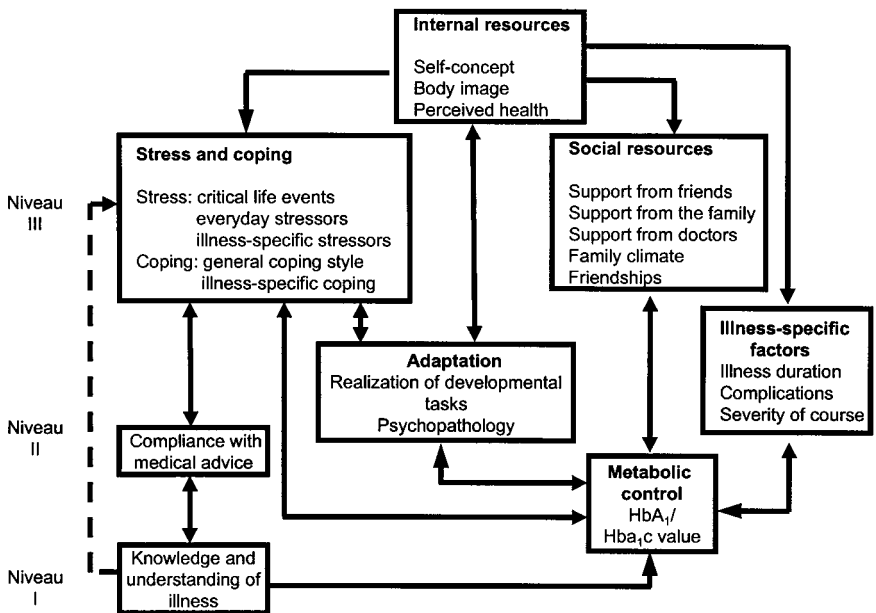 Internal resources
Self-concept
Body image
Perceived health
Stress and coping
Stress: critical life events
everyday stressors
illness-specific stressors
Coping: general coping style
illness-specific coping
Social resources
Support from friends
Support from the family
Support from doctors
Family climate
Friendships
Niveau
III
Illness-specific
factors
Illness duration
Complications
Severity of course
Adaptation
Realization of developmental
tasks
Psychopathology
Niveau
II
Compliance with
medical advice
Metabolic
control
HbA₁/
Hba₁c value
Knowledge and
understanding of
illness
Niveau
I